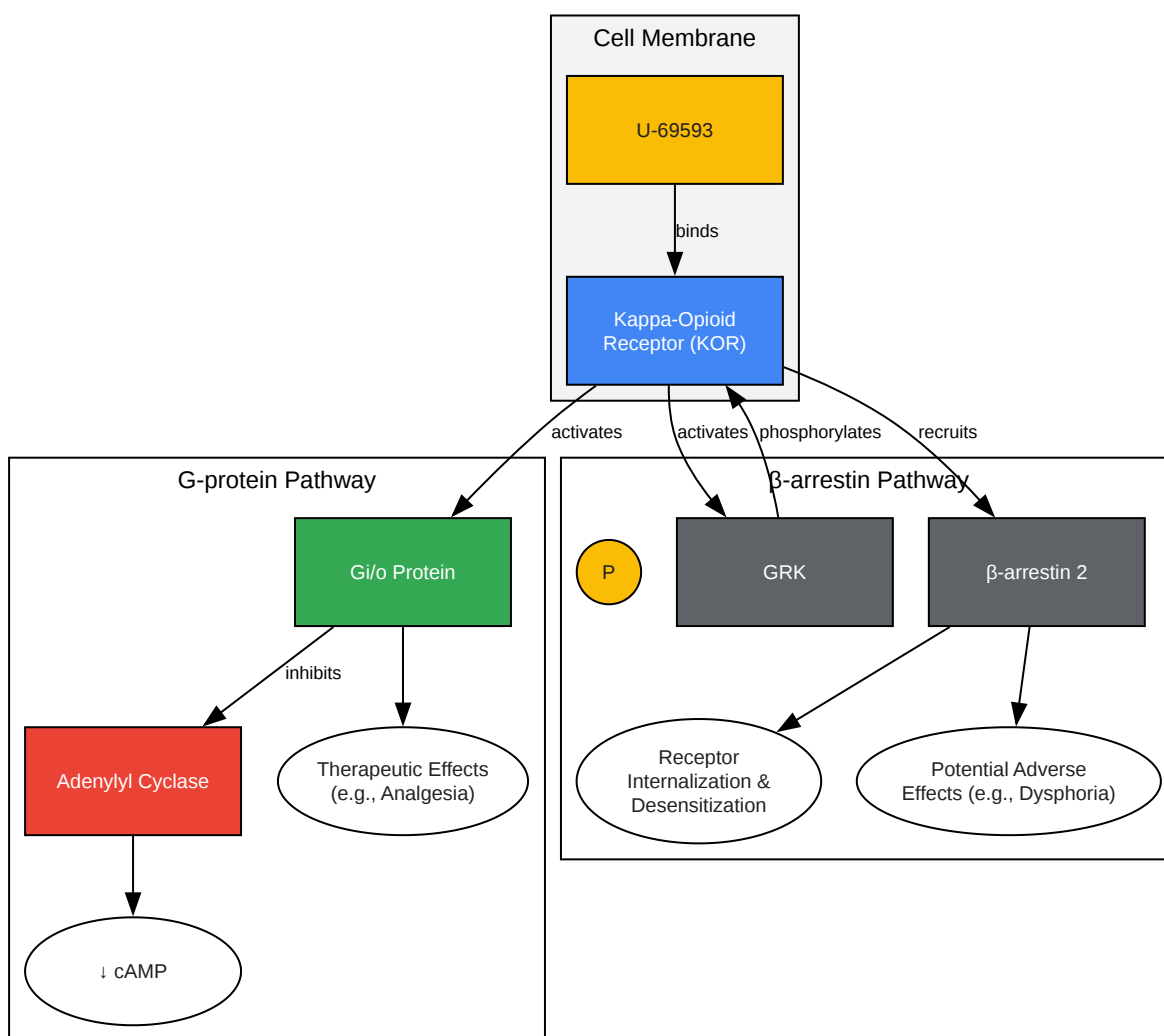 Cell Membrane
U-69593
binds
Kappa-Opioid
Receptor (KOR)
activates
activates
phosphorylates
recruits
G-protein Pathway
β-arrestin Pathway
Gi/o Protein
P
GRK
β-arrestin 2
inhibits
Adenylyl Cyclase
Therapeutic Effects
(e.g., Analgesia)
Receptor
Internalization &
Desensitization
Potential Adverse
Effects (e.g., Dysphoria)
↓ cAMP